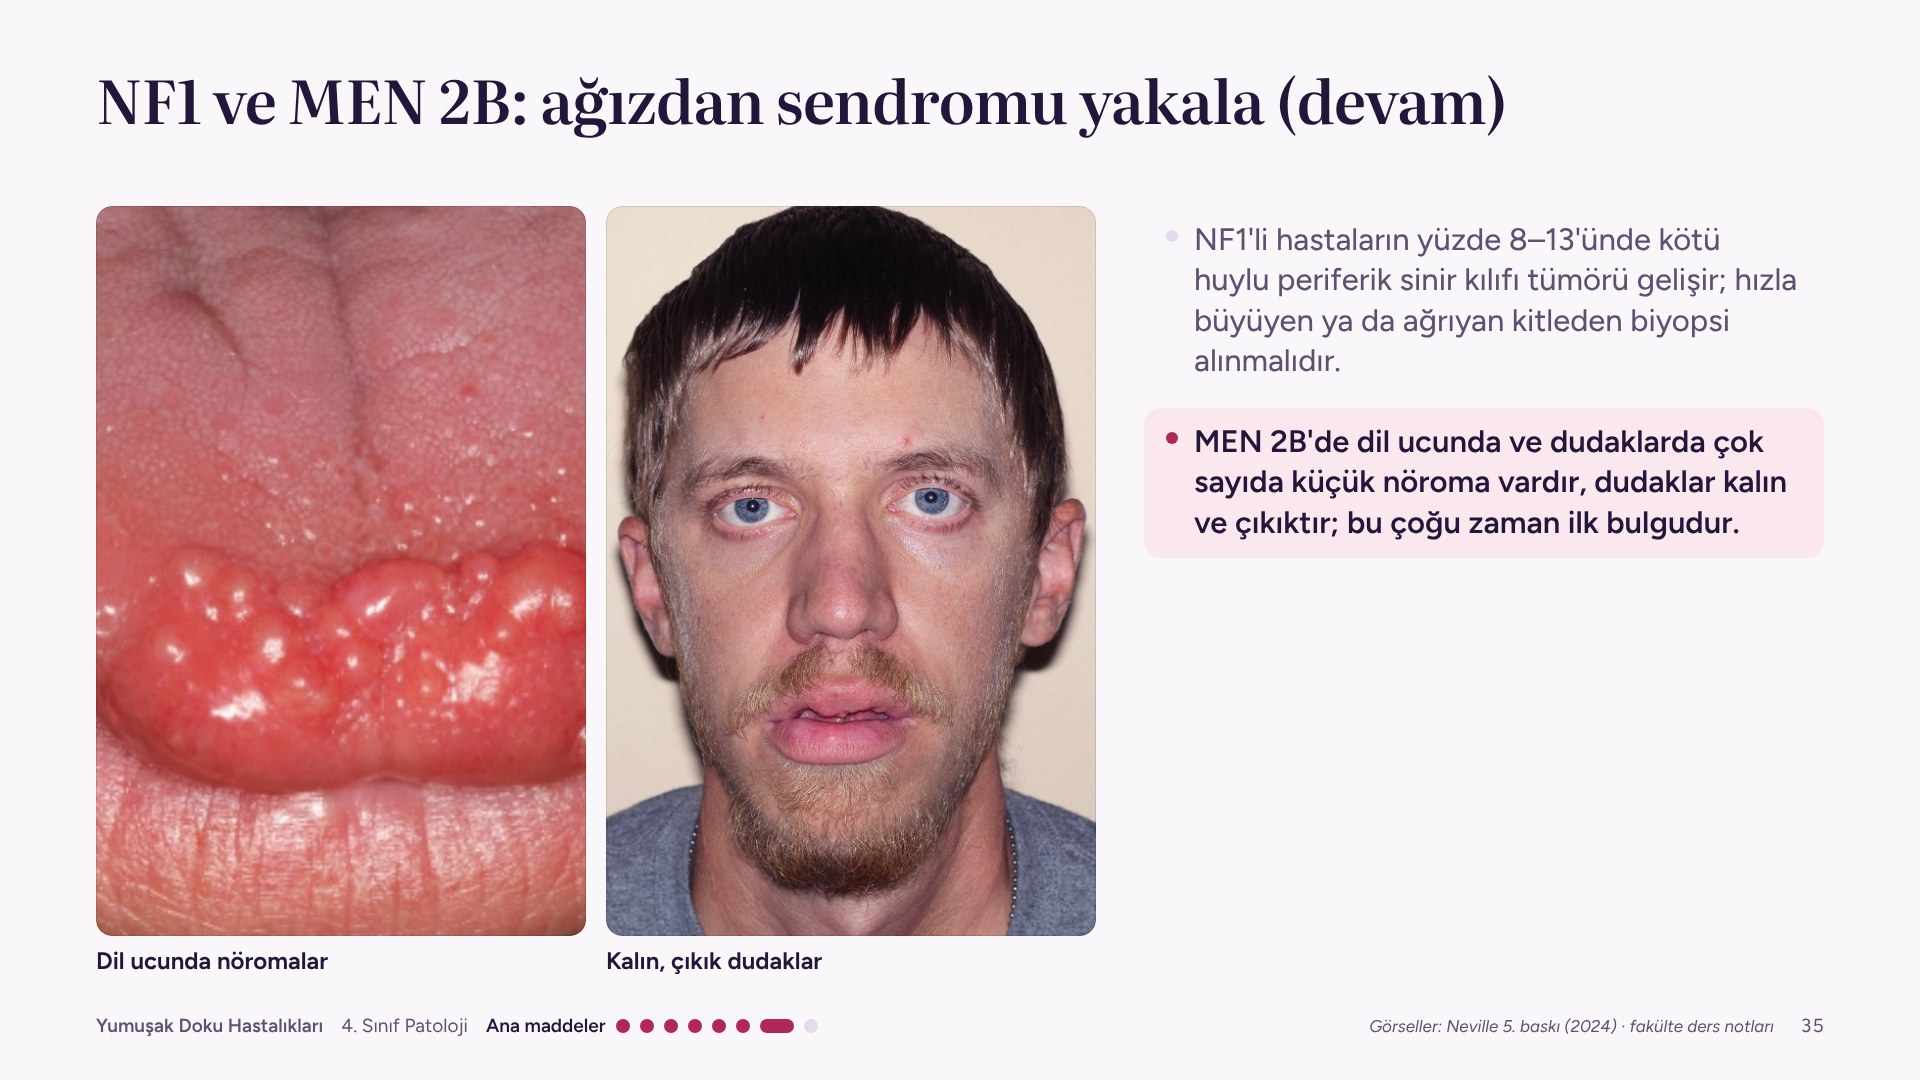 NF1 ve MEN 2B: ağızdan sendromu yakala (devam)
NF1'li hastaların yüzde 8–13'ünde kötü
huylu periferik sinir kılıfı tümörü gelişir; hızla
büyüyen ya da ağrıyan kitleden biyopsi
alınmalıdır.
MEN 2B'de dil ucunda ve dudaklarda çok
sayıda küçük nöroma vardır, dudaklar kalın
ve çıkıktır; bu çoğu zaman ilk bulgudur.
Dil ucunda nöromalar
Kalın, çıkık dudaklar
Yumuşak Doku Hastalıkları 4. Sınıf Patoloji Ana maddeler
Görseller: Neville 5. baskı (2024) · fakülte ders notları 35